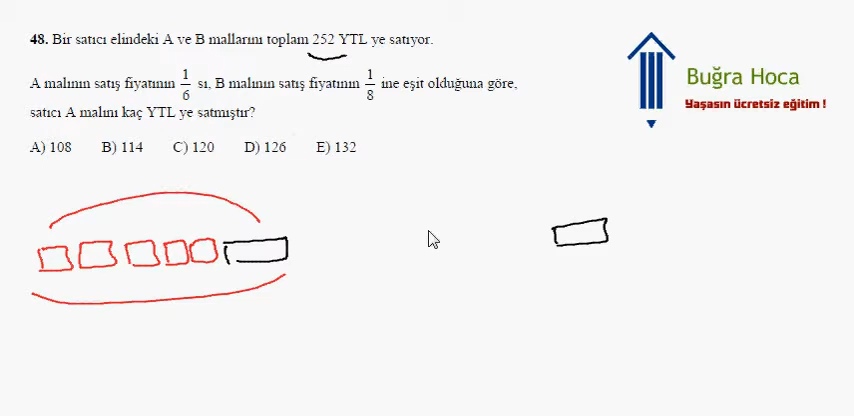 48. Bir satıcı elindeki A ve B mallarını toplam 252 YTL ye satıyor.
A malının satış fiyatının 1/6 sı, B malının satış fiyatının 1/8 ine eşit olduğuna göre,
satıcı A malını kaç YTL ye satmıştır?
A) 108 B) 114 C) 120 D) 126 E) 132
Buğra Hoca
Yaşasın ücretsiz eğitim !